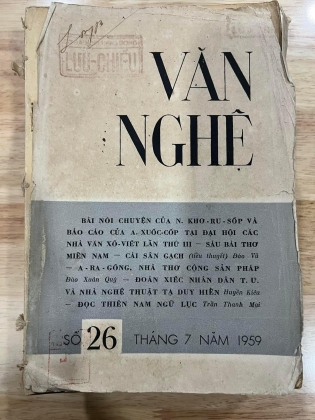 LƯU-CHIỂU
VĂN
NGHỆ
BÀI NÓI CHUYỆN CỦA N. KHƠ-RU-SỐP VÀ
BÁO CÁO CỦA A. XUỐC-CỐP TẠI ĐẠI HỘI CÁC
NHÀ VĂN XÔ-VIẾT LẦN THỨ III — SÁU BÀI THƠ
MIỀN NAM — CÁI SÂN GẠCH (tiểu thuyết) Đào Vũ
— A-RA-GÔNG, NHÀ THƠ CỘNG SẢN PHÁP
Đào Xuân Quý — ĐOÀN XIẾC NHÂN DÂN T. U.
VÀ NHÀ NGHỆ THUẬT TẠ DUY HIỂN Huyền Kiêu
— ĐỌC THIÊN NAM NGỮ LỤC Trần Thanh Mại
SỐ 26 THÁNG 7 NĂM 1959